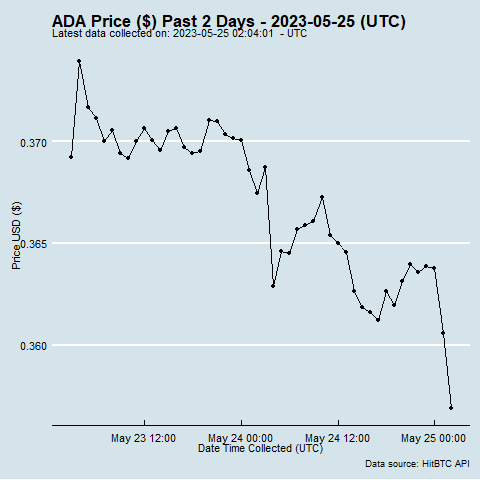 ADA Price ($) Past 2 Days - 2023-05-25 (UTC)
Latest data collected on: 2023-05-25 02:04:01 - UTC
Price USD ($)
0.370
0.365
0.360
May 23 12:00
May 24 00:00
May 24 12:00
May 25 00:00
Date Time Collected (UTC)
Data source: HitBTC API